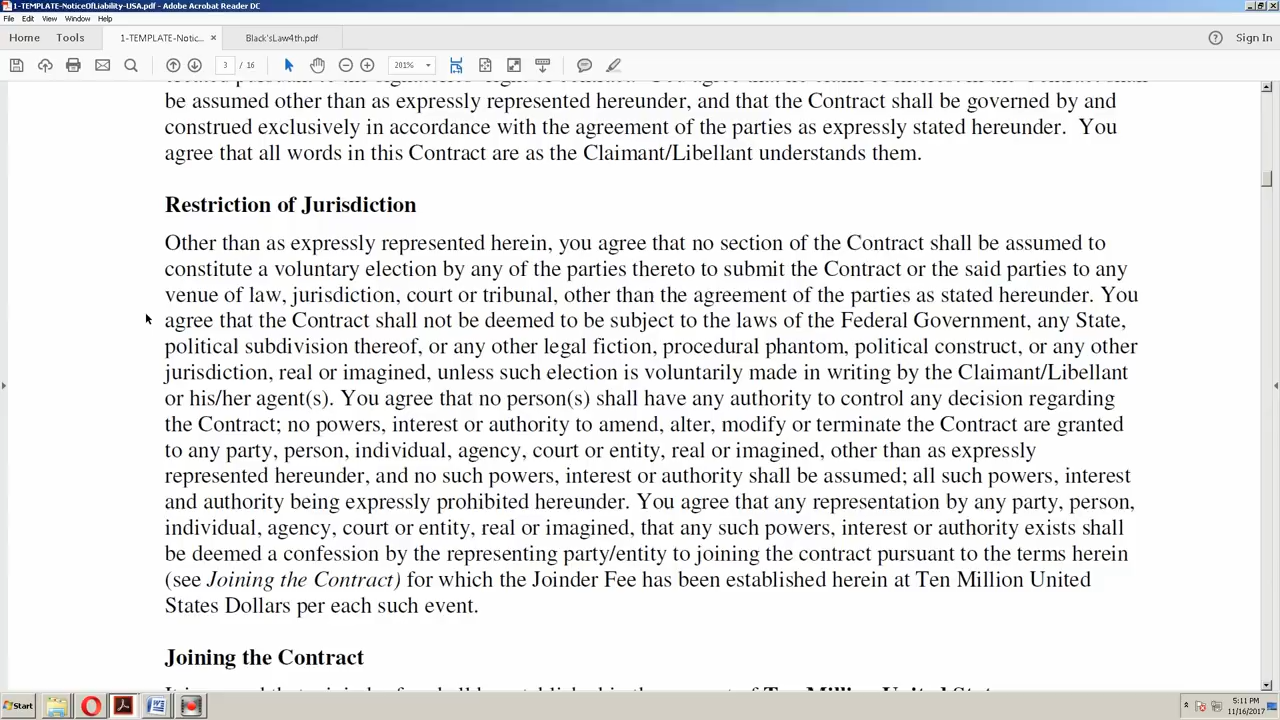 1-TEMPLATE-NoticeOfLiability-USA.pdf - Adobe Acrobat Reader DC
File Edit View Window Help
Home Tools 1-TEMPLATE-Notic... × Black'sLaw4th.pdf Sign In
3 / 16 201%
be assumed other than as expressly represented hereunder, and that the Contract shall be governed by and
construed exclusively in accordance with the agreement of the parties as expressly stated hereunder. You
agree that all words in this Contract are as the Claimant/Libellant understands them.
Restriction of Jurisdiction
Other than as expressly represented herein, you agree that no section of the Contract shall be assumed to
constitute a voluntary election by any of the parties thereto to submit the Contract or the said parties to any
venue of law, jurisdiction, court or tribunal, other than the agreement of the parties as stated hereunder. You
agree that the Contract shall not be deemed to be subject to the laws of the Federal Government, any State,
political subdivision thereof, or any other legal fiction, procedural phantom, political construct, or any other
jurisdiction, real or imagined, unless such election is voluntarily made in writing by the Claimant/Libellant
or his/her agent(s). You agree that no person(s) shall have any authority to control any decision regarding
the Contract; no powers, interest or authority to amend, alter, modify or terminate the Contract are granted
to any party, person, individual, agency, court or entity, real or imagined, other than as expressly
represented hereunder, and no such powers, interest or authority shall be assumed; all such powers, interest
and authority being expressly prohibited hereunder. You agree that any representation by any party, person,
individual, agency, court or entity, real or imagined, that any such powers, interest or authority exists shall
be deemed a confession by the representing party/entity to joining the contract pursuant to the terms herein
(see Joining the Contract) for which the Joinder Fee has been established herein at Ten Million United
States Dollars per each such event.
Joining the Contract
Start
5:11 PM
11/16/2017